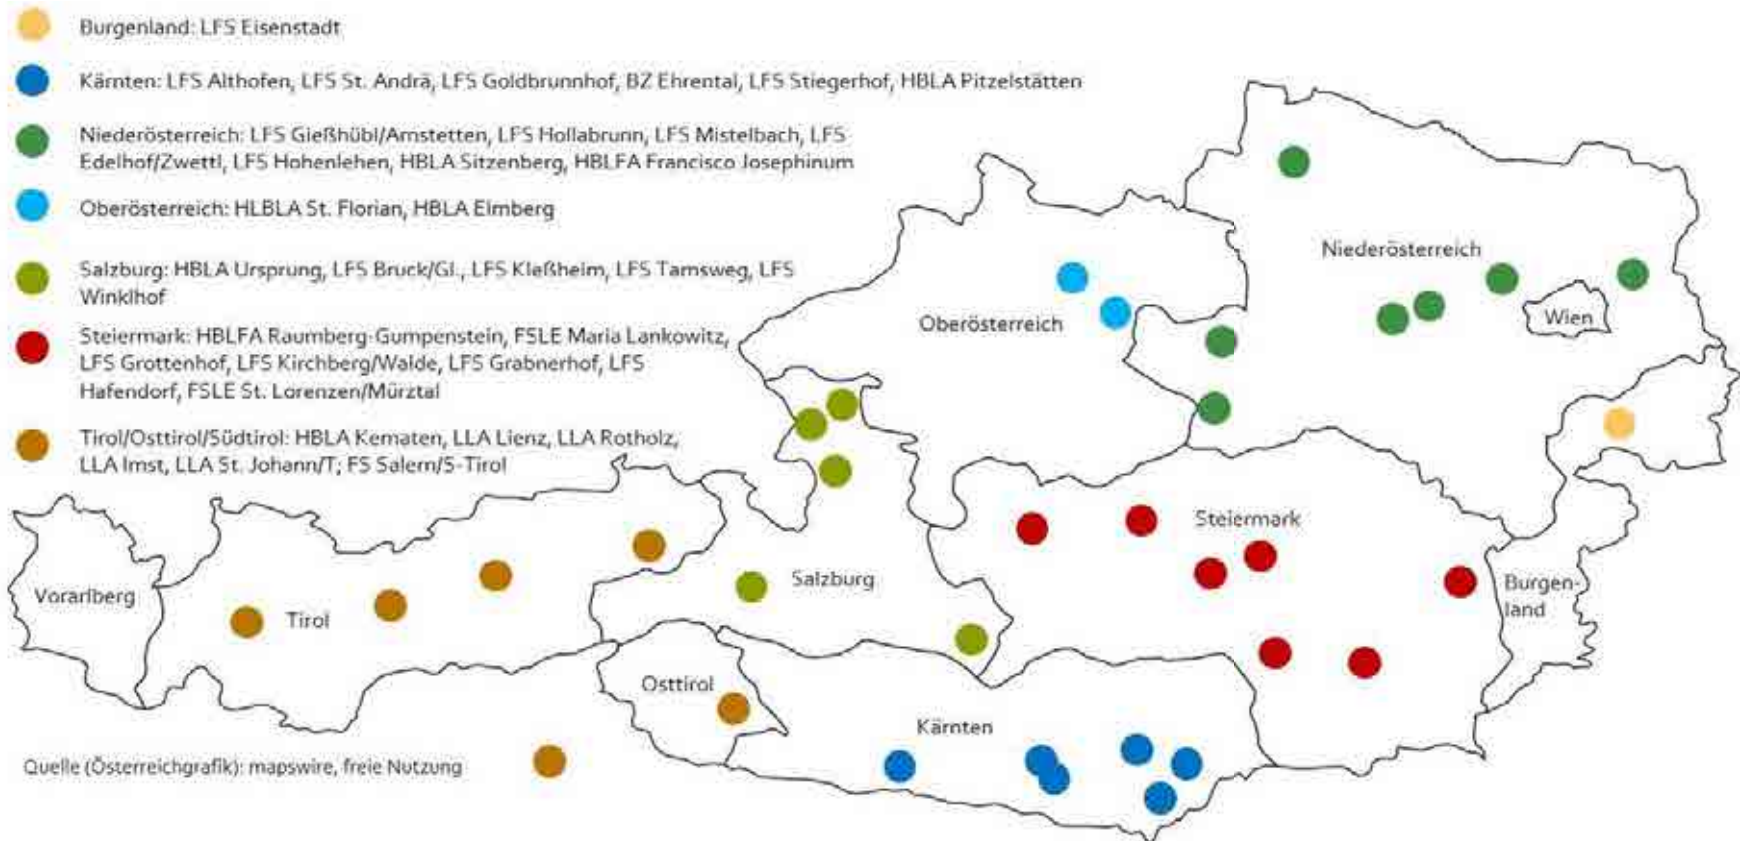 Burgenland: LFS Eisenstadt
Kärnten: LFS Althofen, LFS St. Andrä, LFS Goldbrunnhof, BZ Ehrental, LFS Stiegerhof, HBLA Pitzelstätten
Niederösterreich: LFS Gießhübl/Amstetten, LFS Hollabrunn, LFS Mistelbach, LFS
Edelhof/Zwettl, LFS Hohenlehen, HBLA Sitzenberg, HBLFA Francisco Josephinum
Oberösterreich: HLBLA St. Florian, HBLA Elmberg
Salzburg: HBLA Ursprung, LFS Bruck/Gl., LFS Kleßheim, LFS Tamsweg, LFS
Winklhof
Steiermark: HBLFA Raumberg-Gumpenstein, FSLE Maria Lankowitz,
LFS Grottenhof, LFS Kirchberg/Walde, LFS Grabnerhof, LFS
Hafendorf, FSLE St. Lorenzen/Mürztal
Tirol/Osttirol/Südtirol: HBLA Kematen, LLA Lienz, LLA Rotholz,
LLA Imst, LLA St. Johann/T; FS Salern/S-Tirol
Niederösterreich
Wien
Oberösterreich
Steiermark
Salzburg
Burgen-
land
Vorarlberg
Tirol
Osttirol
Kärnten
Quelle (Österreichgrafik): mapswire, freie Nutzung